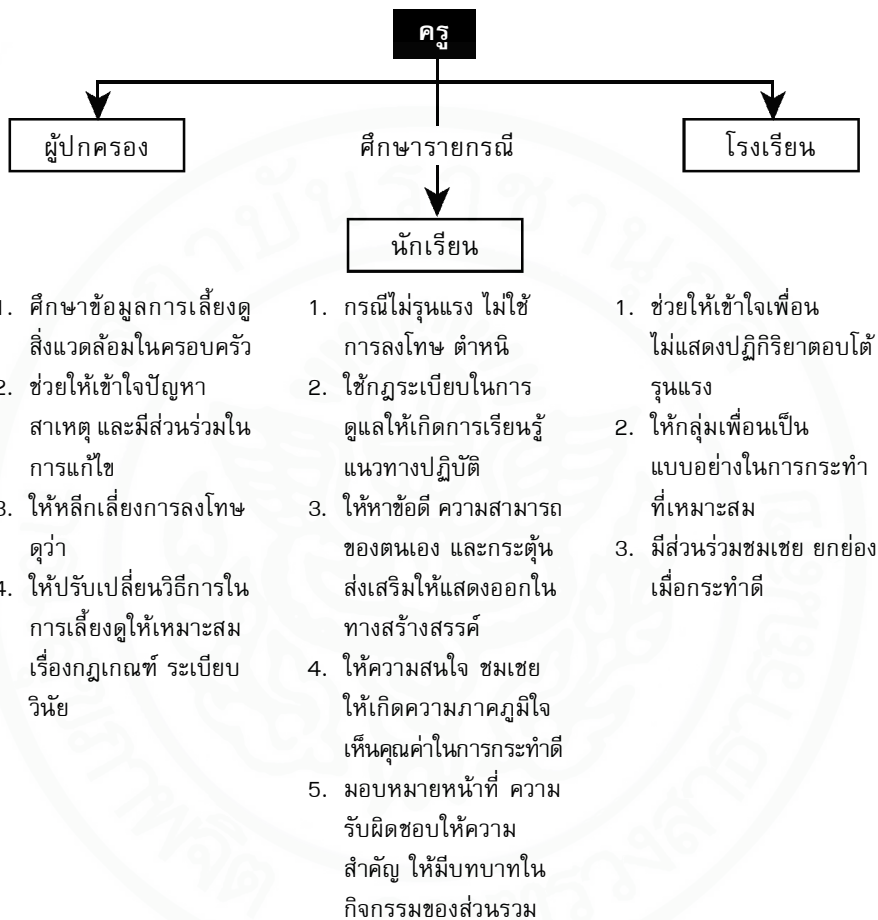 ครู
ผู้ปกครอง
ศึกษารายกรณี
โรงเรียน
นักเรียน
1. ศึกษาข้อมูลการเลี้ยงดู
สิ่งแวดล้อมในครอบครัว
2. ช่วยให้เข้าใจปัญหา
สาเหตุ และมีส่วนร่วมใน
การแก้ไข
3. ให้หลีกเลี่ยงการลงโทษ
ดุว่า
4. ให้ปรับเปลี่ยนวิธีการใน
การเลี้ยงดูให้เหมาะสม
เรื่องกฎเกณฑ์ ระเบียบ
วินัย
1. กรณีไม่รุนแรง ไม่ใช้
การลงโทษ ตำหนิ
2. ใช้กฎระเบียบในการ
ดูแลให้เกิดการเรียนรู้
แนวทางปฏิบัติ
3. ให้หาข้อดี ความสามารถ
ของตนเอง และกระตุ้น
ส่งเสริมให้แสดงออกใน
ทางสร้างสรรค์
4. ให้ความสนใจ ชมเชย
ให้เกิดความภาคภูมิใจ
เห็นคุณค่าในการกระทำดี
5. มอบหมายหน้าที่ ความ
รับผิดชอบให้ความ
สำคัญ ให้มีบทบาทใน
กิจกรรมของส่วนรวม
1. ช่วยให้เข้าใจเพื่อน
ไม่แสดงปฏิกิริยาตอบโต้
รุนแรง
2. ให้กลุ่มเพื่อนเป็น
แบบอย่างในการกระทำ
ที่เหมาะสม
3. มีส่วนร่วมชมเชย ยกย่อง
เมื่อกระทำดี